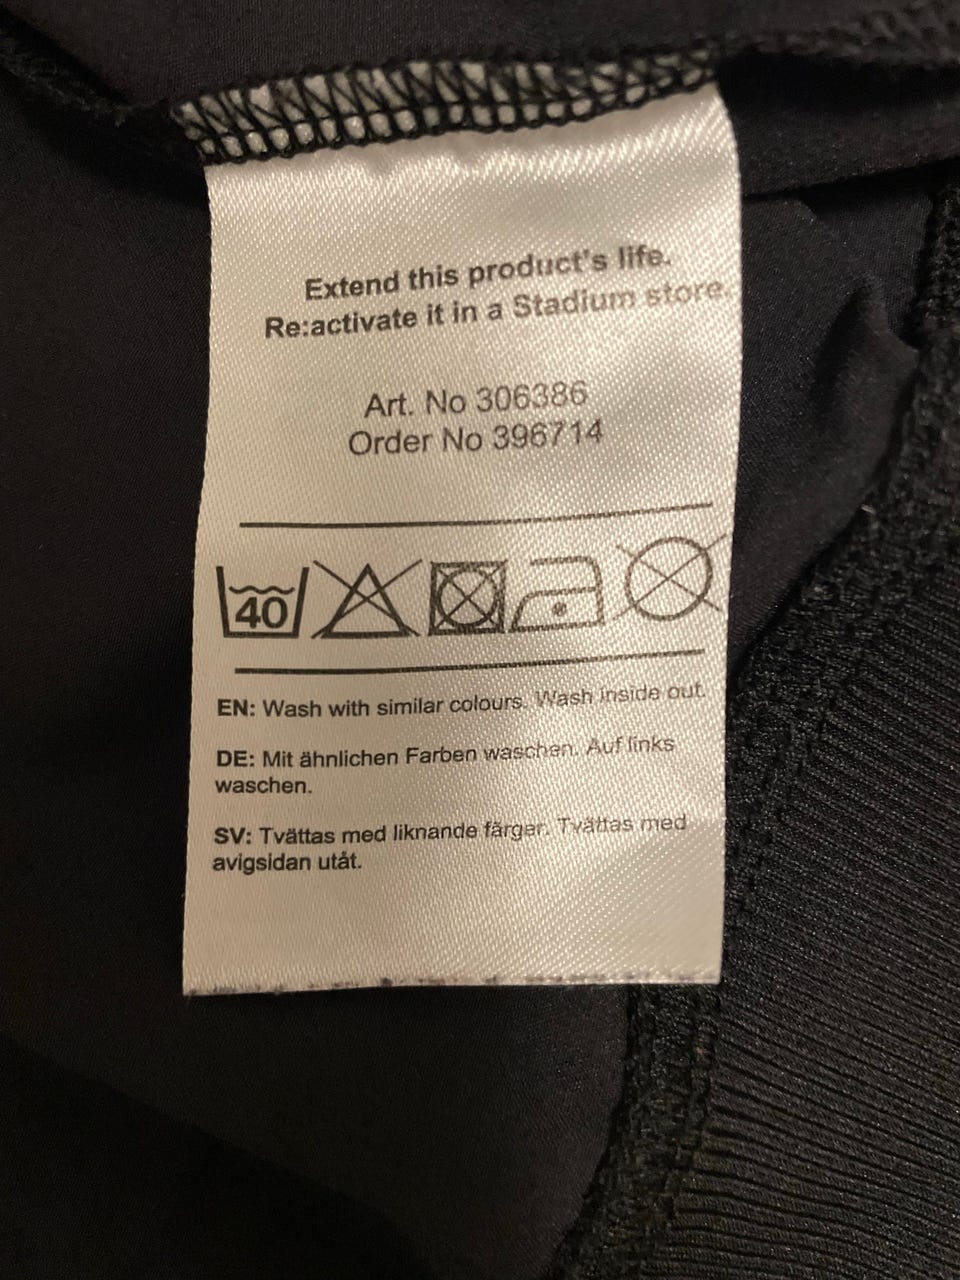 Extend this product's life.
Re:activate it in a Stadium store.
Art. No 306386
Order No 396714
40
EN: Wash with similar colours. Wash inside out.
DE: Mit ähnlichen Farben waschen. Auf links
waschen.
SV: Tvättas med liknande färger. Tvättas med
avigsidan utåt.